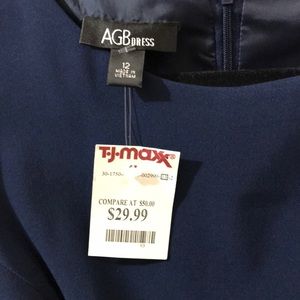 AGB DRESS
12
MADE IN
VIETNAM
T·J·maxx®
COMPARE AT $50.00
$29.99